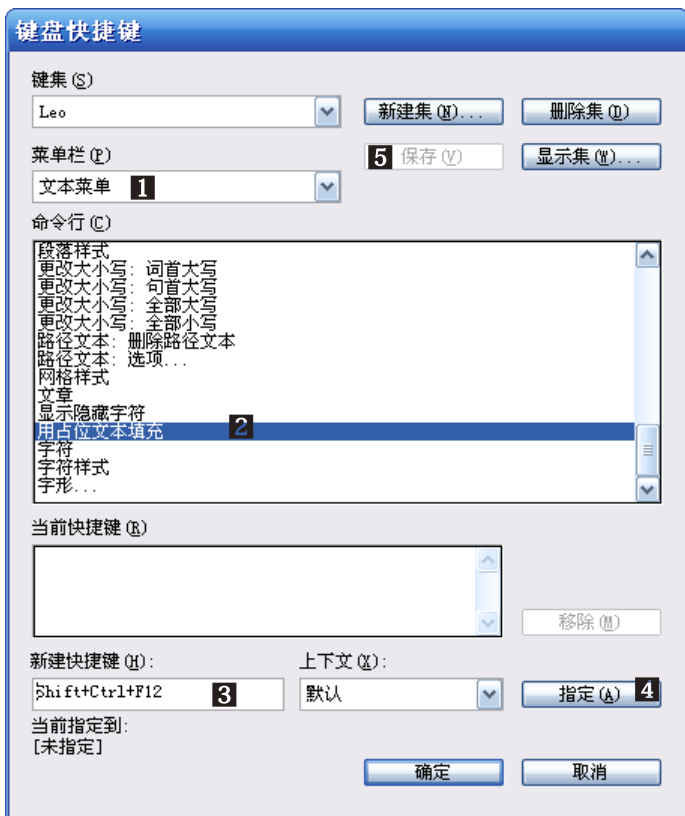 键盘快捷键
键集(S)
Leo
新建集(N)...
删除集(D)
菜单栏(P)
5 保存(V)
显示集(W)...
文本菜单 1
命令行(C)
段落样式
更改大小写: 词首大写
更改大小写: 句首大写
更改大小写: 全部大写
更改大小写: 全部小写
路径文本: 删除路径文本
路径文本: 选项...
网格样式
文章
显示隐藏字符
用占位文本填充 2
字符
字符样式
字形...
当前快捷键(R)
移除(M)
新建快捷键(H):
上下文(X):
Shift+Ctrl+F12 3
默认
指定(A) 4
当前指定到:
[未指定]
确定
取消